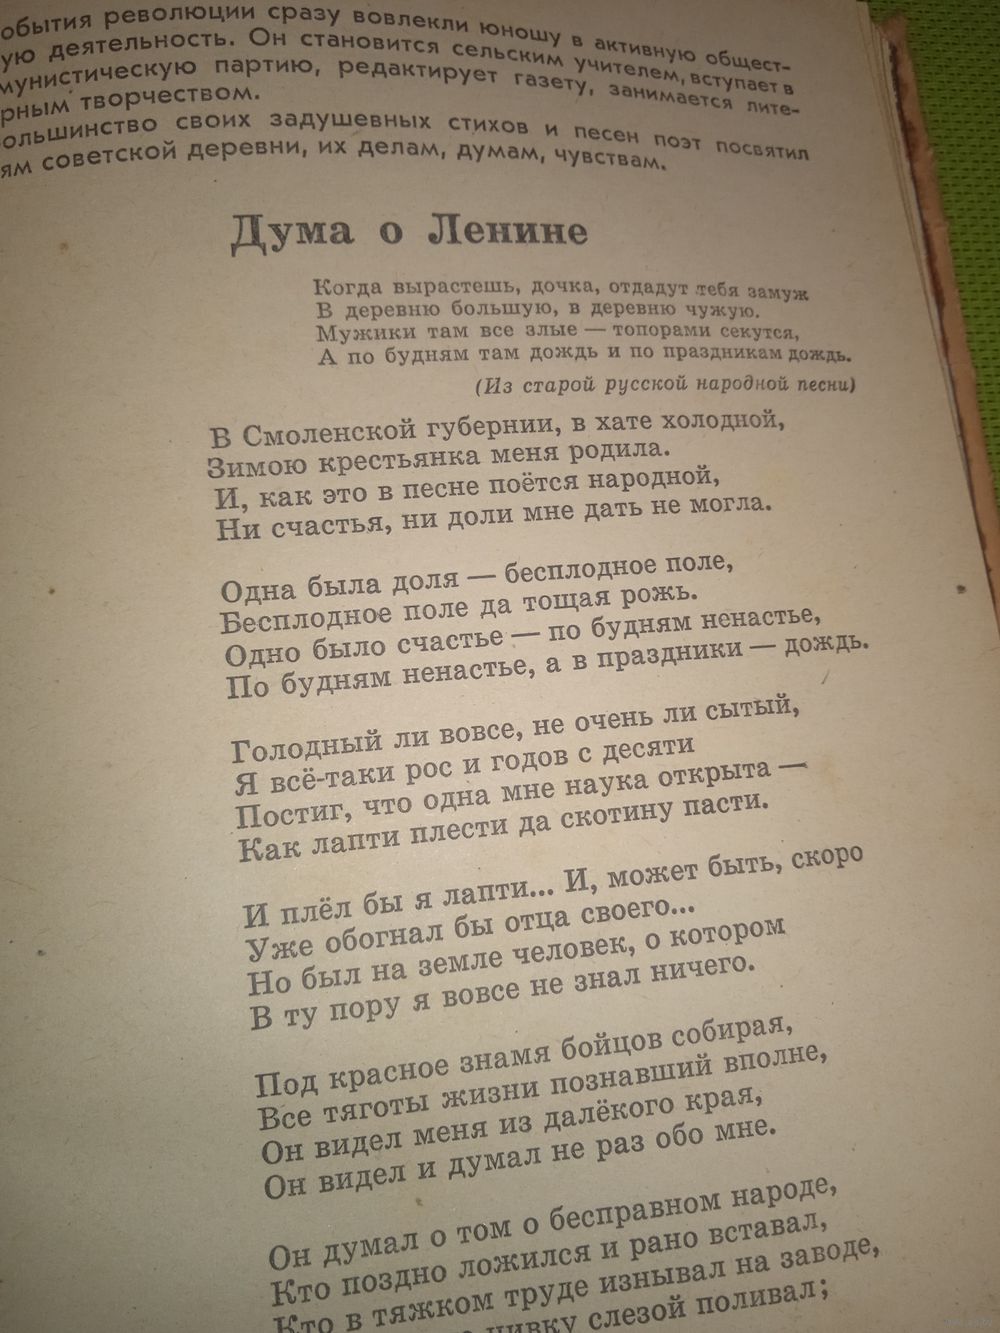 обытия революции сразу вовлекли юношу в активную общест-
ую деятельность. Он становится сельским учителем, вступает в
мунистическую партию, редактирует газету, занимается лите-
рным творчеством.
ольшинство своих задушевных стихов и песен поэт посвятил
ям советской деревни, их делам, думам, чувствам.
Дума о Ленине
Когда вырастешь, дочка, отдадут тебя замуж
В деревню большую, в деревню чужую.
Мужики там все злые — топорами секутся,
А по будням там дождь и по праздникам дождь.
(Из старой русской народной песни)
В Смоленской губернии, в хате холодной,
Зимою крестьянка меня родила.
И, как это в песне поётся народной,
Ни счастья, ни доли мне дать не могла.
Одна была доля — бесплодное поле,
Бесплодное поле да тощая рожь.
Одно было счастье — по будням ненастье,
По будням ненастье, а в праздники — дождь.
Голодный ли вовсе, не очень ли сытый,
Я всё-таки рос и годов с десяти
Постиг, что одна мне наука открыта —
Как лапти плести да скотину пасти.
И плёл бы я лапти... И, может быть, скоро
Уже обогнал бы отца своего...
Но был на земле человек, о котором
В ту пору я вовсе не знал ничего.
Под красное знамя бойцов собирая,
Все тяготы жизни познавший вполне,
Он видел меня из далёкого края,
Он видел и думал не раз обо мне.
Он думал о том о бесправном народе,
Кто поздно ложился и рано вставал,
Кто в тяжком труде изнывал на заводе,
нивку слезой поливал;